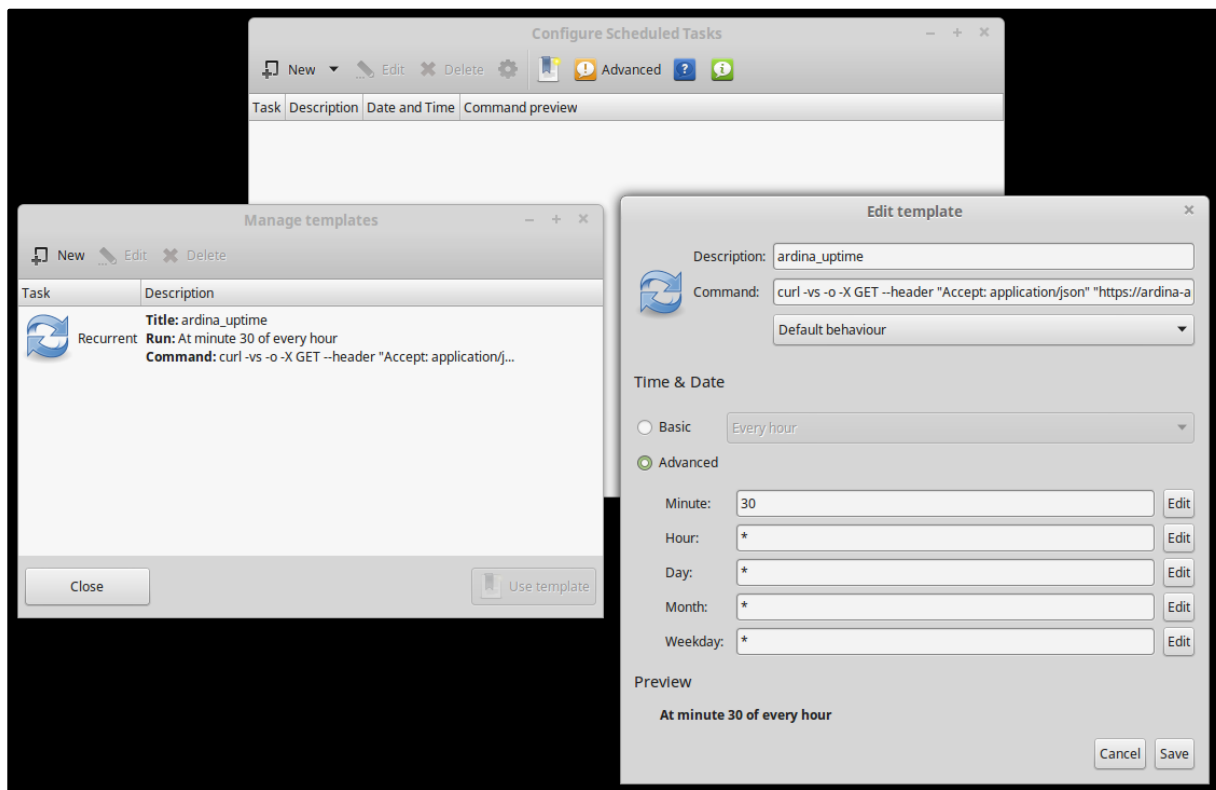 Configure Scheduled Tasks
New Edit Delete Advanced
Task Description Date and Time Command preview
Manage templates
New Edit Delete
Task Description
Title: ardina_uptime
Recurrent Run: At minute 30 of every hour
Command: curl -vs -o -X GET --header "Accept: application/j...
Close Use template
Edit template
Description: ardina_uptime
Command: curl -vs -o -X GET --header "Accept: application/json" "https://ardina-a
Default behaviour
Time & Date
Basic Every hour
Advanced
Minute: 30 Edit
Hour: * Edit
Day: * Edit
Month: * Edit
Weekday: * Edit
Preview
At minute 30 of every hour
Cancel Save